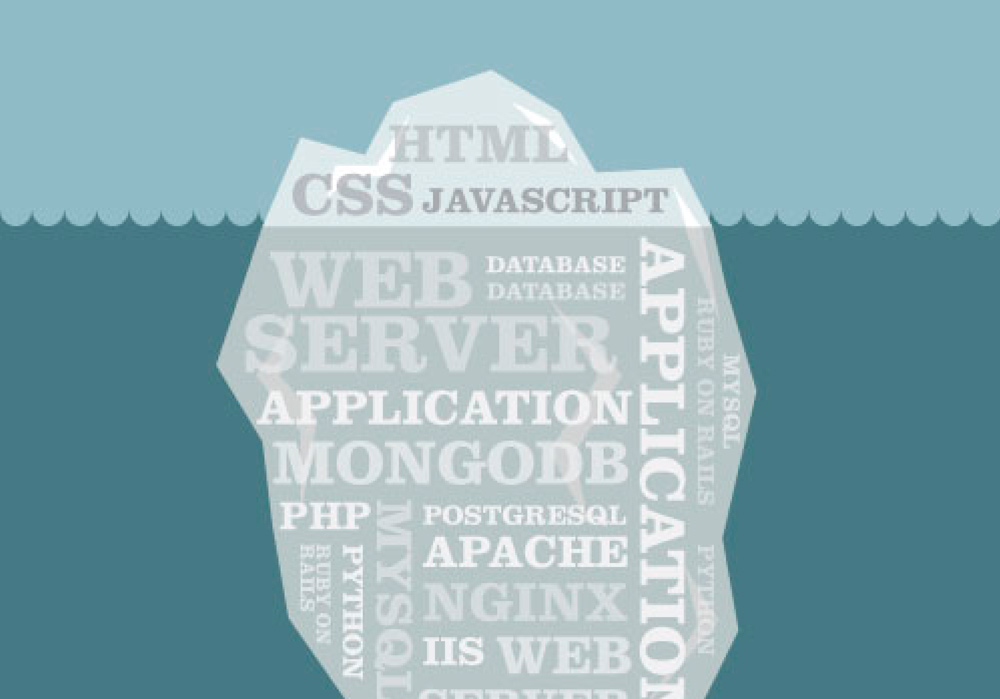 HTML
CSS JAVASCRIPT
WEB
SERVER
DATABASE
DATABASE
APPLICATION
MONGODB
PHP
RUBY ON
RAILS
PYTHON
MYSQL
POSTGRESQL
APACHE
NGINX
IIS WEB
SERVER
APPLICATION
RUBY ON RAILS
MYSQL
PYTHON